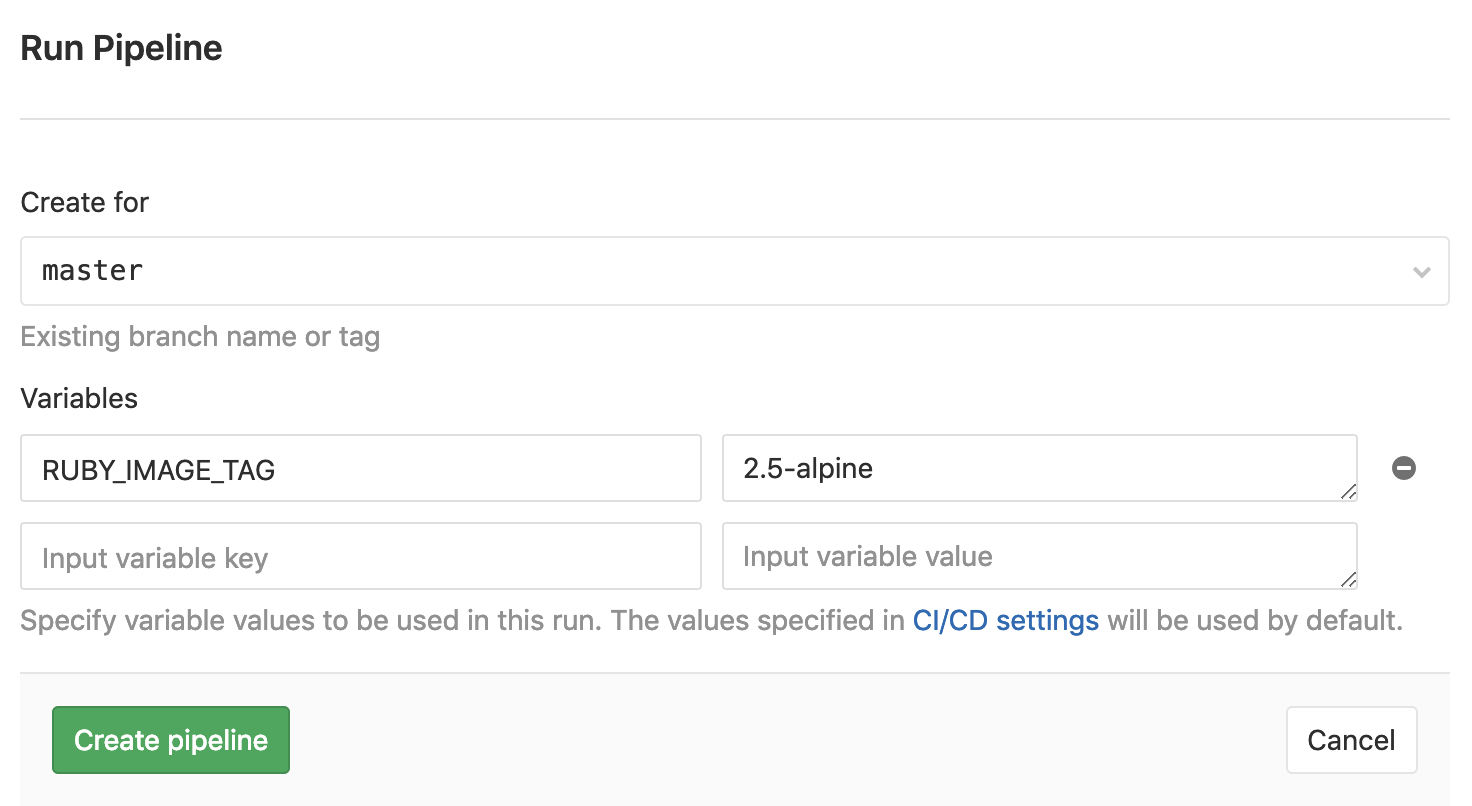 Run Pipeline
Create for
master
Existing branch name or tag
Variables
RUBY_IMAGE_TAG
2.5-alpine
Input variable key
Input variable value
Specify variable values to be used in this run. The values specified in CI/CD settings will be used by default.
Create pipeline
Cancel